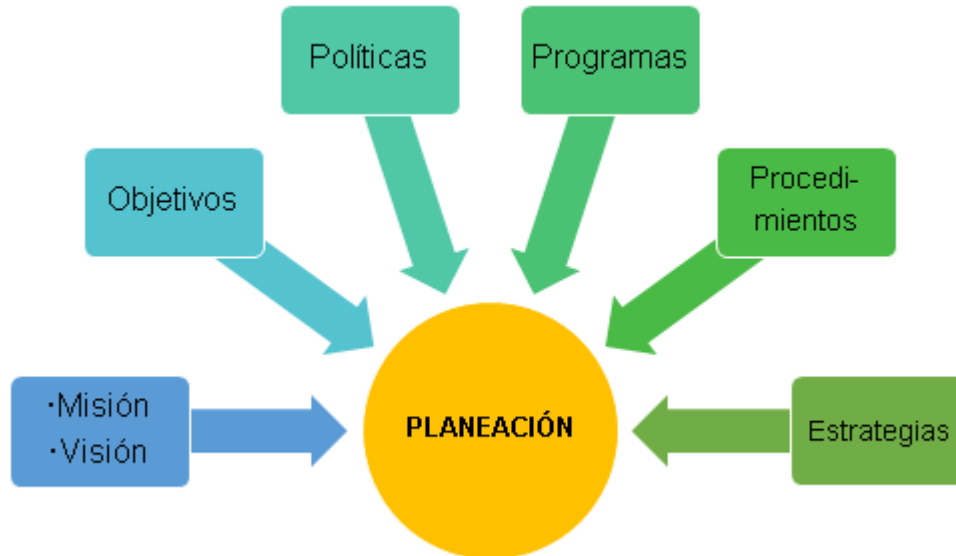 Políticas
Programas
Objetivos
Procedi-
mientos
·Misión
·Visión
PLANEACIÓN
Estrategias